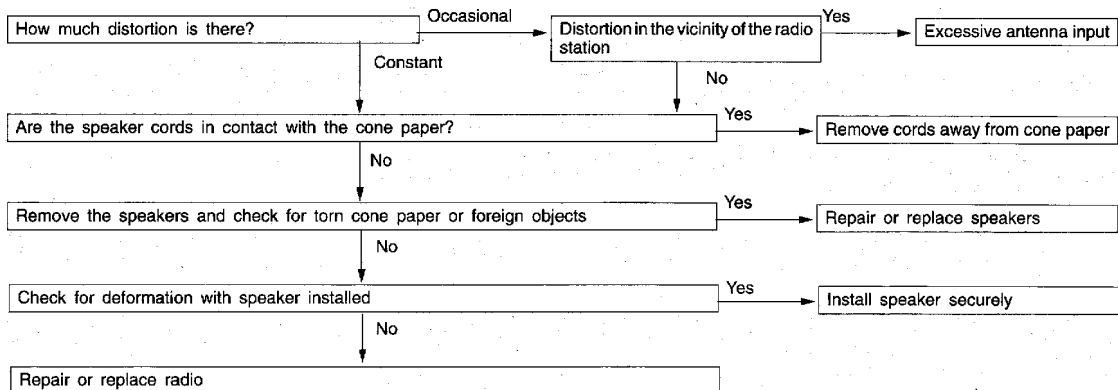 How much distortion is there?
Occasional
Distortion in the vicinity of the radio
station
Yes
Excessive antenna input
Constant
No
Are the speaker cords in contact with the cone paper?
Yes
Remove cords away from cone paper
No
Remove the speakers and check for torn cone paper or foreign objects
Yes
Repair or replace speakers
No
Check for deformation with speaker installed
Yes
Install speaker securely
No
Repair or replace radio